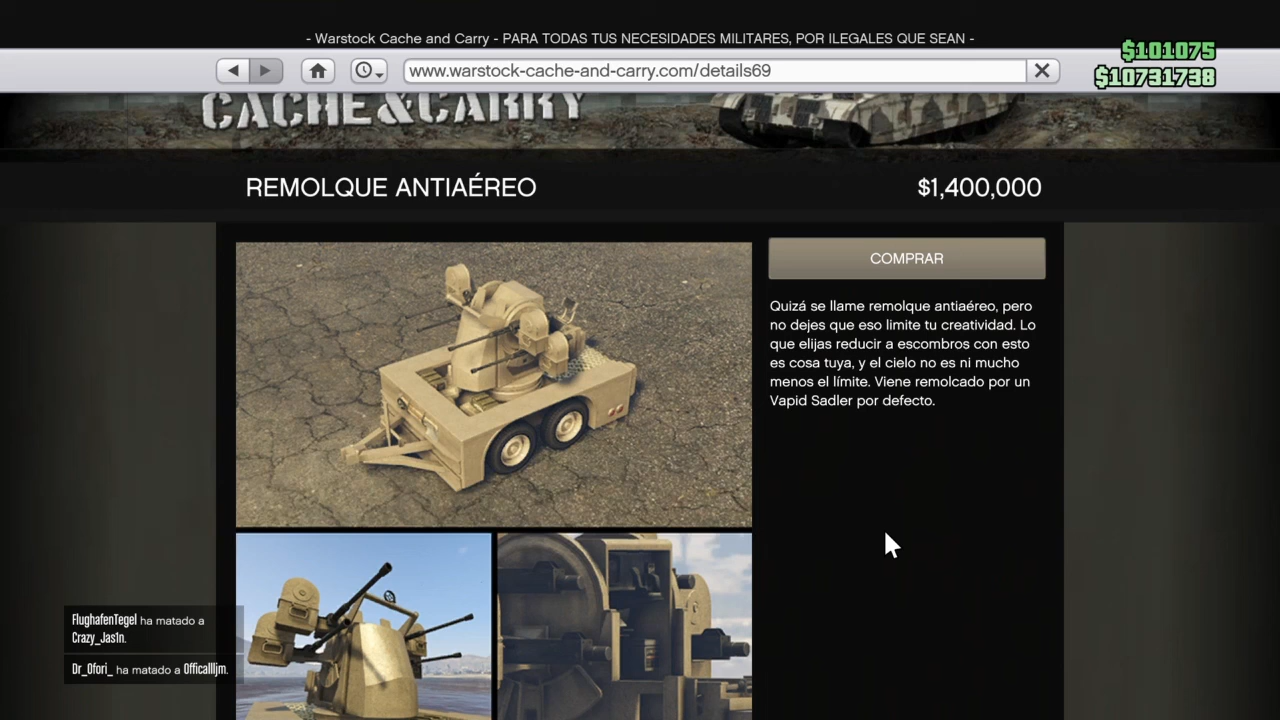 - Warstock Cache and Carry - PARA TODAS TUS NECESIDADES MILITARES, POR ILEGALES QUE SEAN -
$101075
www.warstock-cache-and-carry.com/details69
$10731738
CACHE&CARRY
REMOLQUE ANTIAÉREO
$1,400,000
COMPRAR
Quizá se llame remolque antiaéreo, pero
no dejes que eso limite tu creatividad. Lo
que elijas reducir a escombros con esto
es cosa tuya, y el cielo no es ni mucho
menos el límite. Viene remolcado por un
Vapid Sadler por defecto.
FlughafenTegel ha matado a
Crazy_Jas1n.
Dr_Ofori_ ha matado a Officallljm.